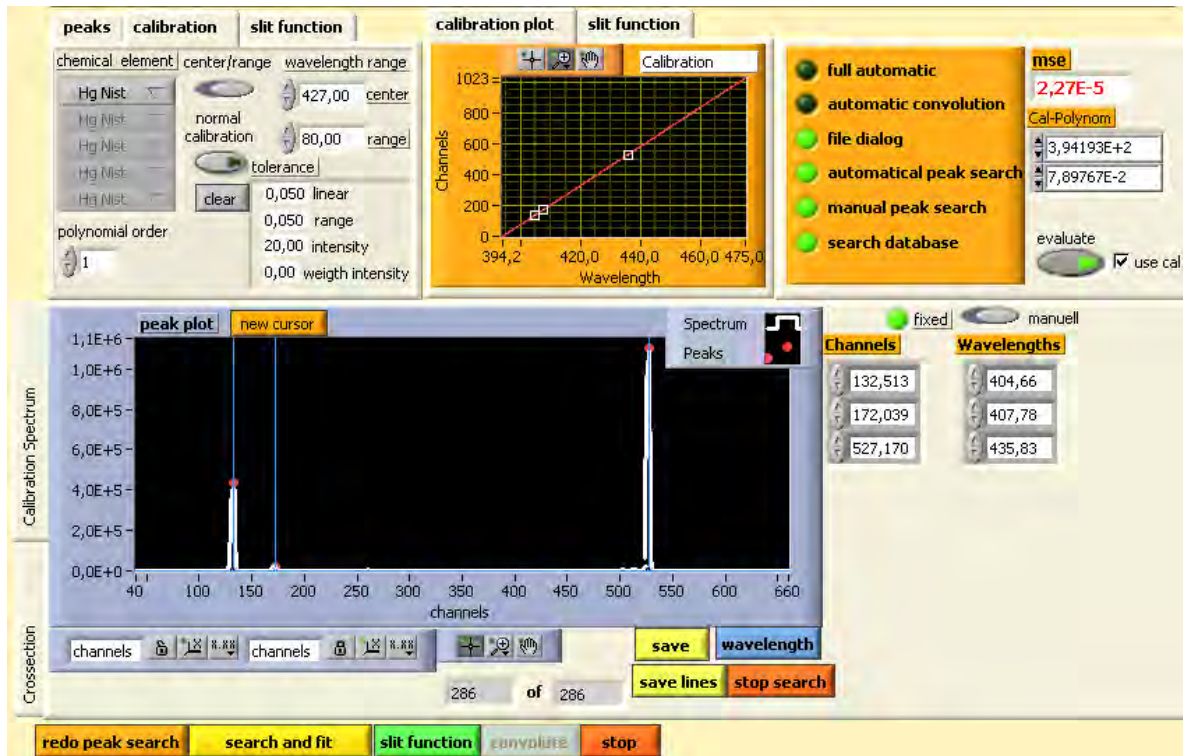 peaks calibration slit function
chemical element center/range wavelength range
Hg Nist
Hg Nist
Hg Nist
Hg Nist
Hg Nist
427,00 center
normal
calibration
80,00 range
tolerance
clear
0,050 linear
0,050 range
20,00 intensity
0,00 weigth intensity
polynomial order
1
calibration plot slit function
Calibration
1023
800
600
400
200
0
Channels
394,2 420,0 440,0 460,0 475,0
Wavelength
full automatic
automatic convolution
file dialog
automatical peak search
manual peak search
search database
mse
2,27E-5
Cal-Polynom
3,94193E+2
7,89767E-2
evaluate
use cal
Calibration Spectrum
Crossection
peak plot new cursor
Spectrum
Peaks
1,1E+6
1,0E+6
8,0E+5
6,0E+5
4,0E+5
2,0E+5
0,0E+0
40 100 150 200 250 300 350 400 450 500 550 600 660
channels
fixed manuell
Channels Wavelengths
132,513 404,66
172,039 407,78
527,170 435,83
channels channels
save wavelength
save lines stop search
286 of 286
redo peak search search and fit slit function convolute stop